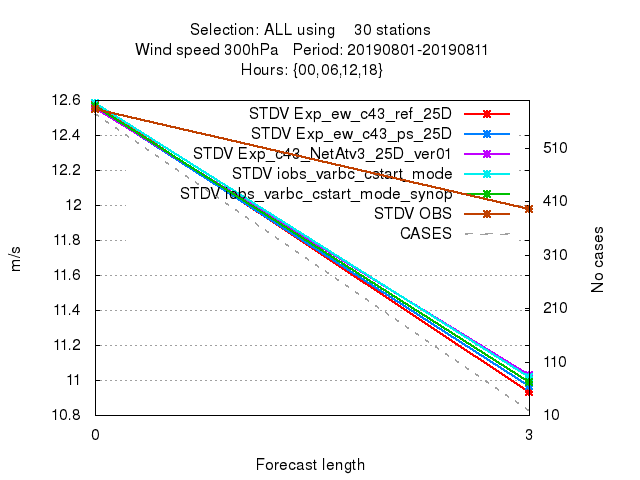 Selection: ALL using 30 stations
Wind speed 300hPa Period: 20190801-20190811
Hours: {00,06,12,18}
12.6
12.4
12.2
12
11.8
11.6
11.4
11.2
11
10.8
m/s
STDV Exp_ew_c43_ref_25D
STDV Exp_ew_c43_ps_25D
STDV Exp_c43_NetAtv3_25D_ver01
STDV iobs_varbc_cstart_mode
STDV iobs_varbc_cstart_mode_synop
STDV OBS
CASES
510
410
310
210
110
10
No cases
0
3
Forecast length